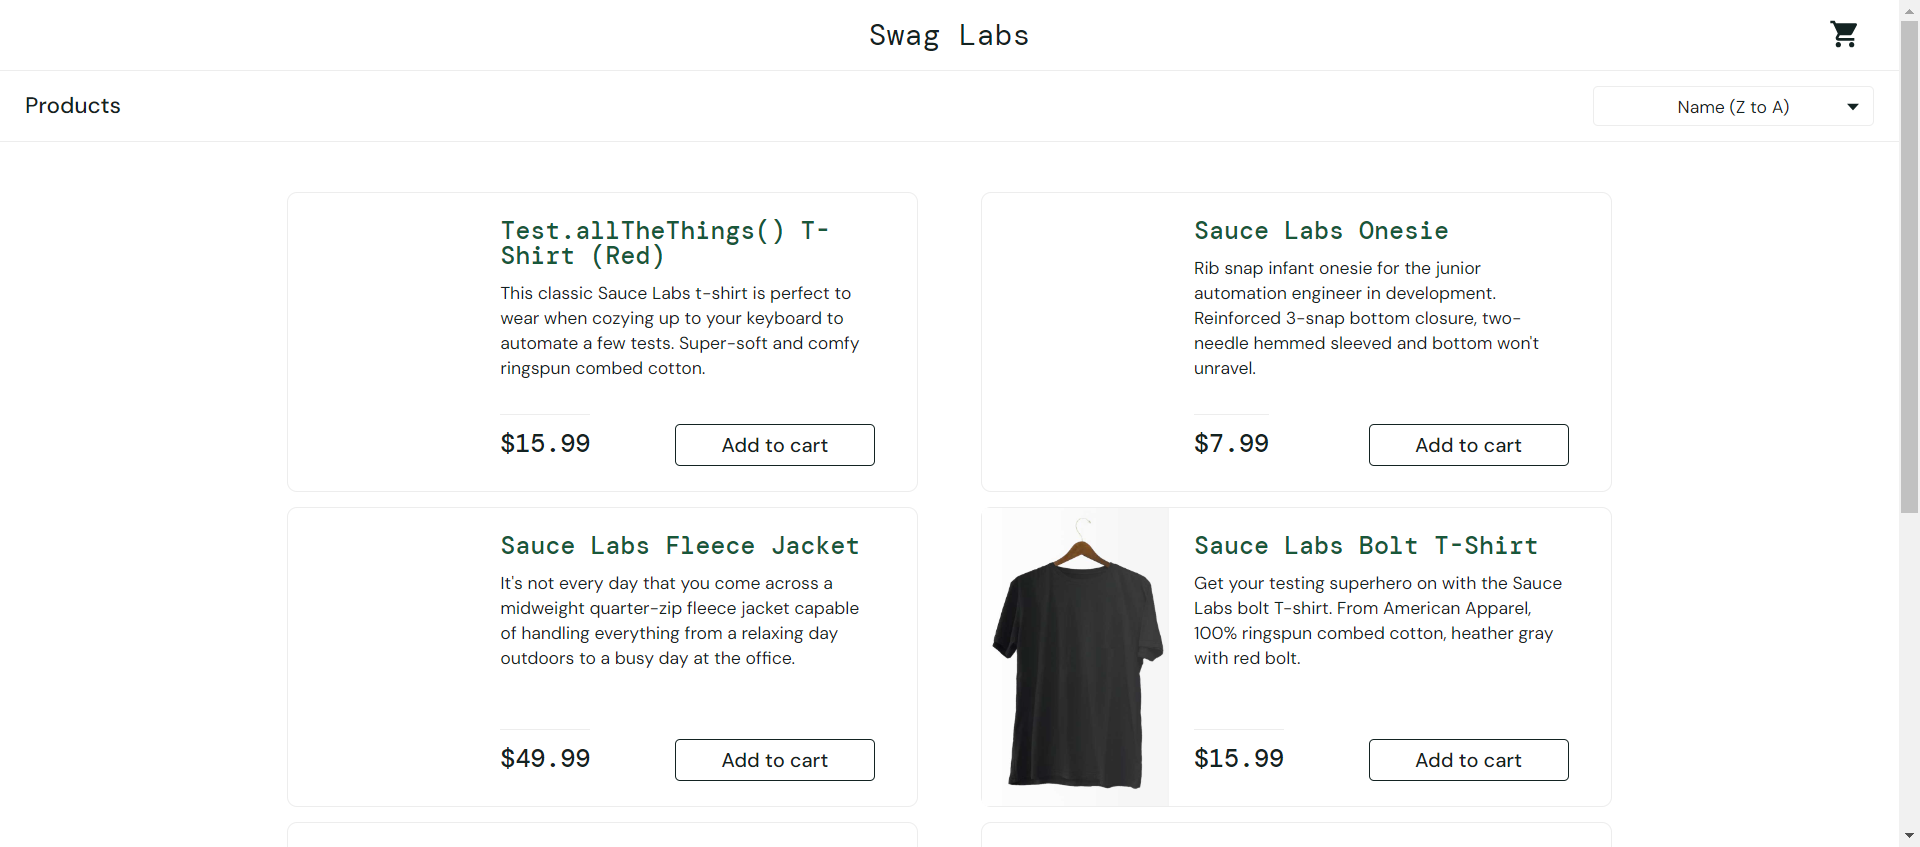 Swag Labs
Products
Name (Z to A)
Test.allTheThings() T-
Shirt (Red)
This classic Sauce Labs t-shirt is perfect to
wear when cozying up to your keyboard to
automate a few tests. Super-soft and comfy
ringspun combed cotton.
$15.99
Add to cart
Sauce Labs Onesie
Rib snap infant onesie for the junior
automation engineer in development.
Reinforced 3-snap bottom closure, two-
needle hemmed sleeved and bottom won't
unravel.
$7.99
Add to cart
Sauce Labs Fleece Jacket
It's not every day that you come across a
midweight quarter-zip fleece jacket capable
of handling everything from a relaxing day
outdoors to a busy day at the office.
$49.99
Add to cart
Sauce Labs Bolt T-Shirt
Get your testing superhero on with the Sauce
Labs bolt T-shirt. From American Apparel,
100% ringspun combed cotton, heather gray
with red bolt.
$15.99
Add to cart